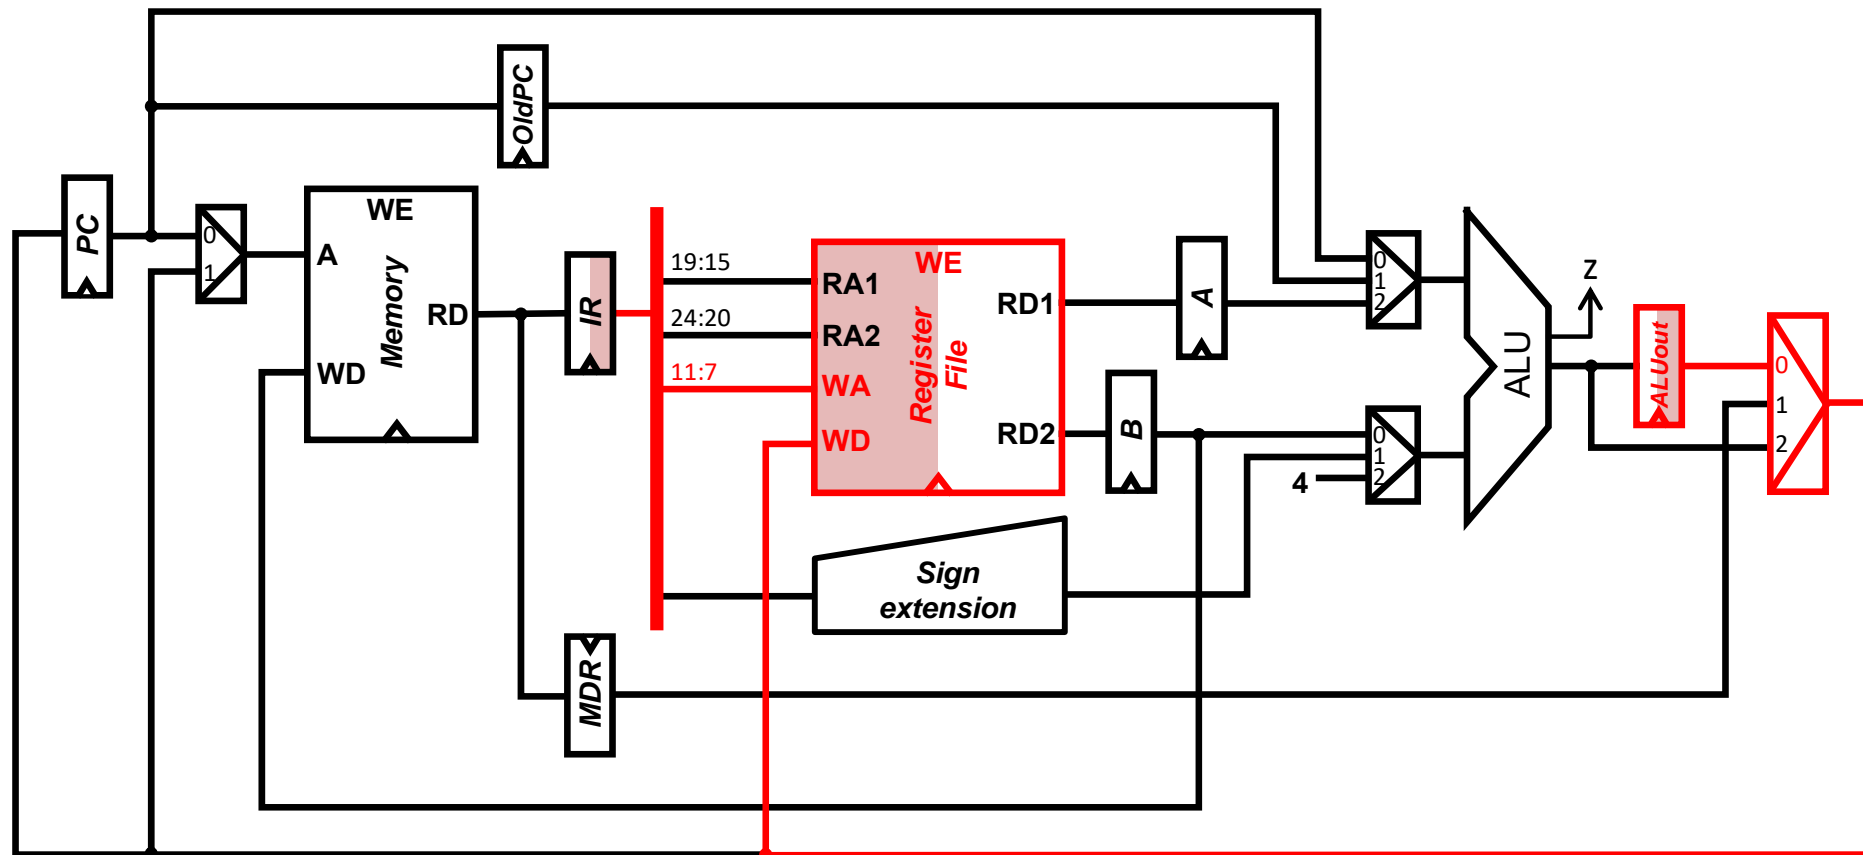 OldPC
PC
0
1
WE
A
Memory
RD
WD
IR
19:15
24:20
11:7
WE
RA1
RA2
WA
WD
Register
File
RD1
RD2
A
B
Sign
extension
MDR
0
1
2
0
1
2
4
ALU
Z
ALUout
0
1
2